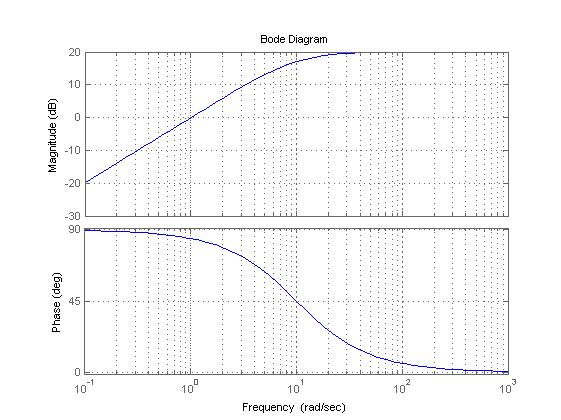 Bode Diagram
Magnitude (dB)
20
10
0
-10
-20
-30
Phase (deg)
90
45
0
10^-1 10^0 10^1 10^2 10^3
Frequency (rad/sec)